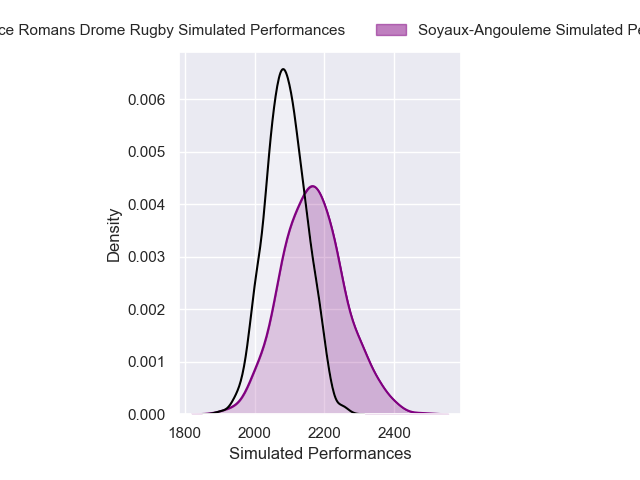 ce Romans Drome Rugby Simulated Performances
Soyaux-Angouleme Simulated Pe
0.006
0.005
0.004
0.003
0.002
0.001
0.000
Density
1800 2000 2200 2400
Simulated Performances